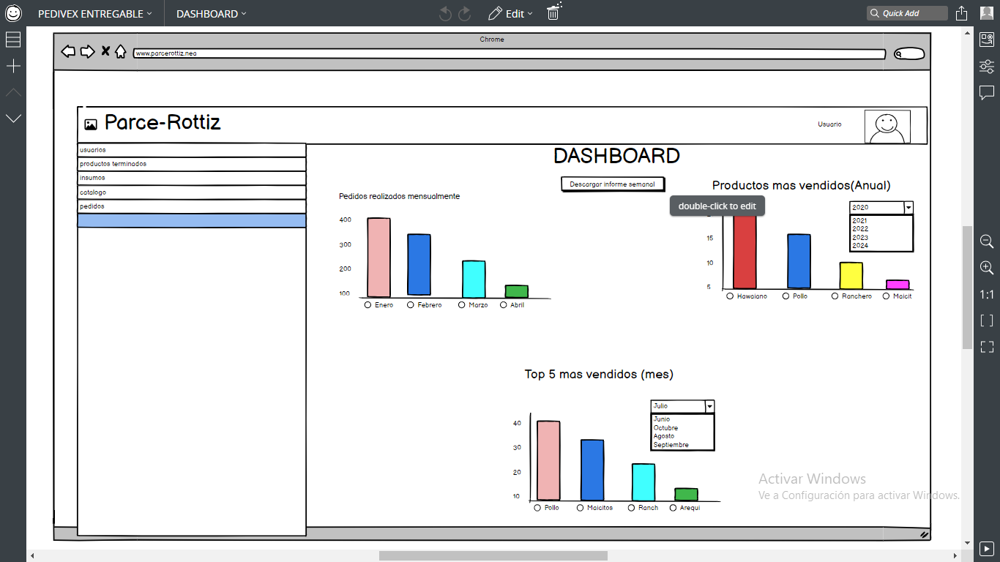 PEDIVEX ENTREGABLE
DASHBOARD
Edit
Quick Add
Chrome
www.parcerottiz.nea
Parce-Rottiz
Usuario
usuarios
productos terminados
insumos
catalogo
pedidos
DASHBOARD
Descargar informe semanal
Pedidos realizados mensualmente
400
300
200
100
Enero Febrero Marzo Abril
Productos mas vendidos(Anual)
double-click to edit
2020
2021
2022
2023
2024
15
10
5
Hawaiano Pollo Ranchero Maicit
Top 5 mas vendidos (mes)
Julio
Junio
Octubre
Agosto
Septiembre
40
30
20
10
Pollo Maicitos Ranch Arequi
Activar Windows
Ve a Configuración para activar Windows.
1:1